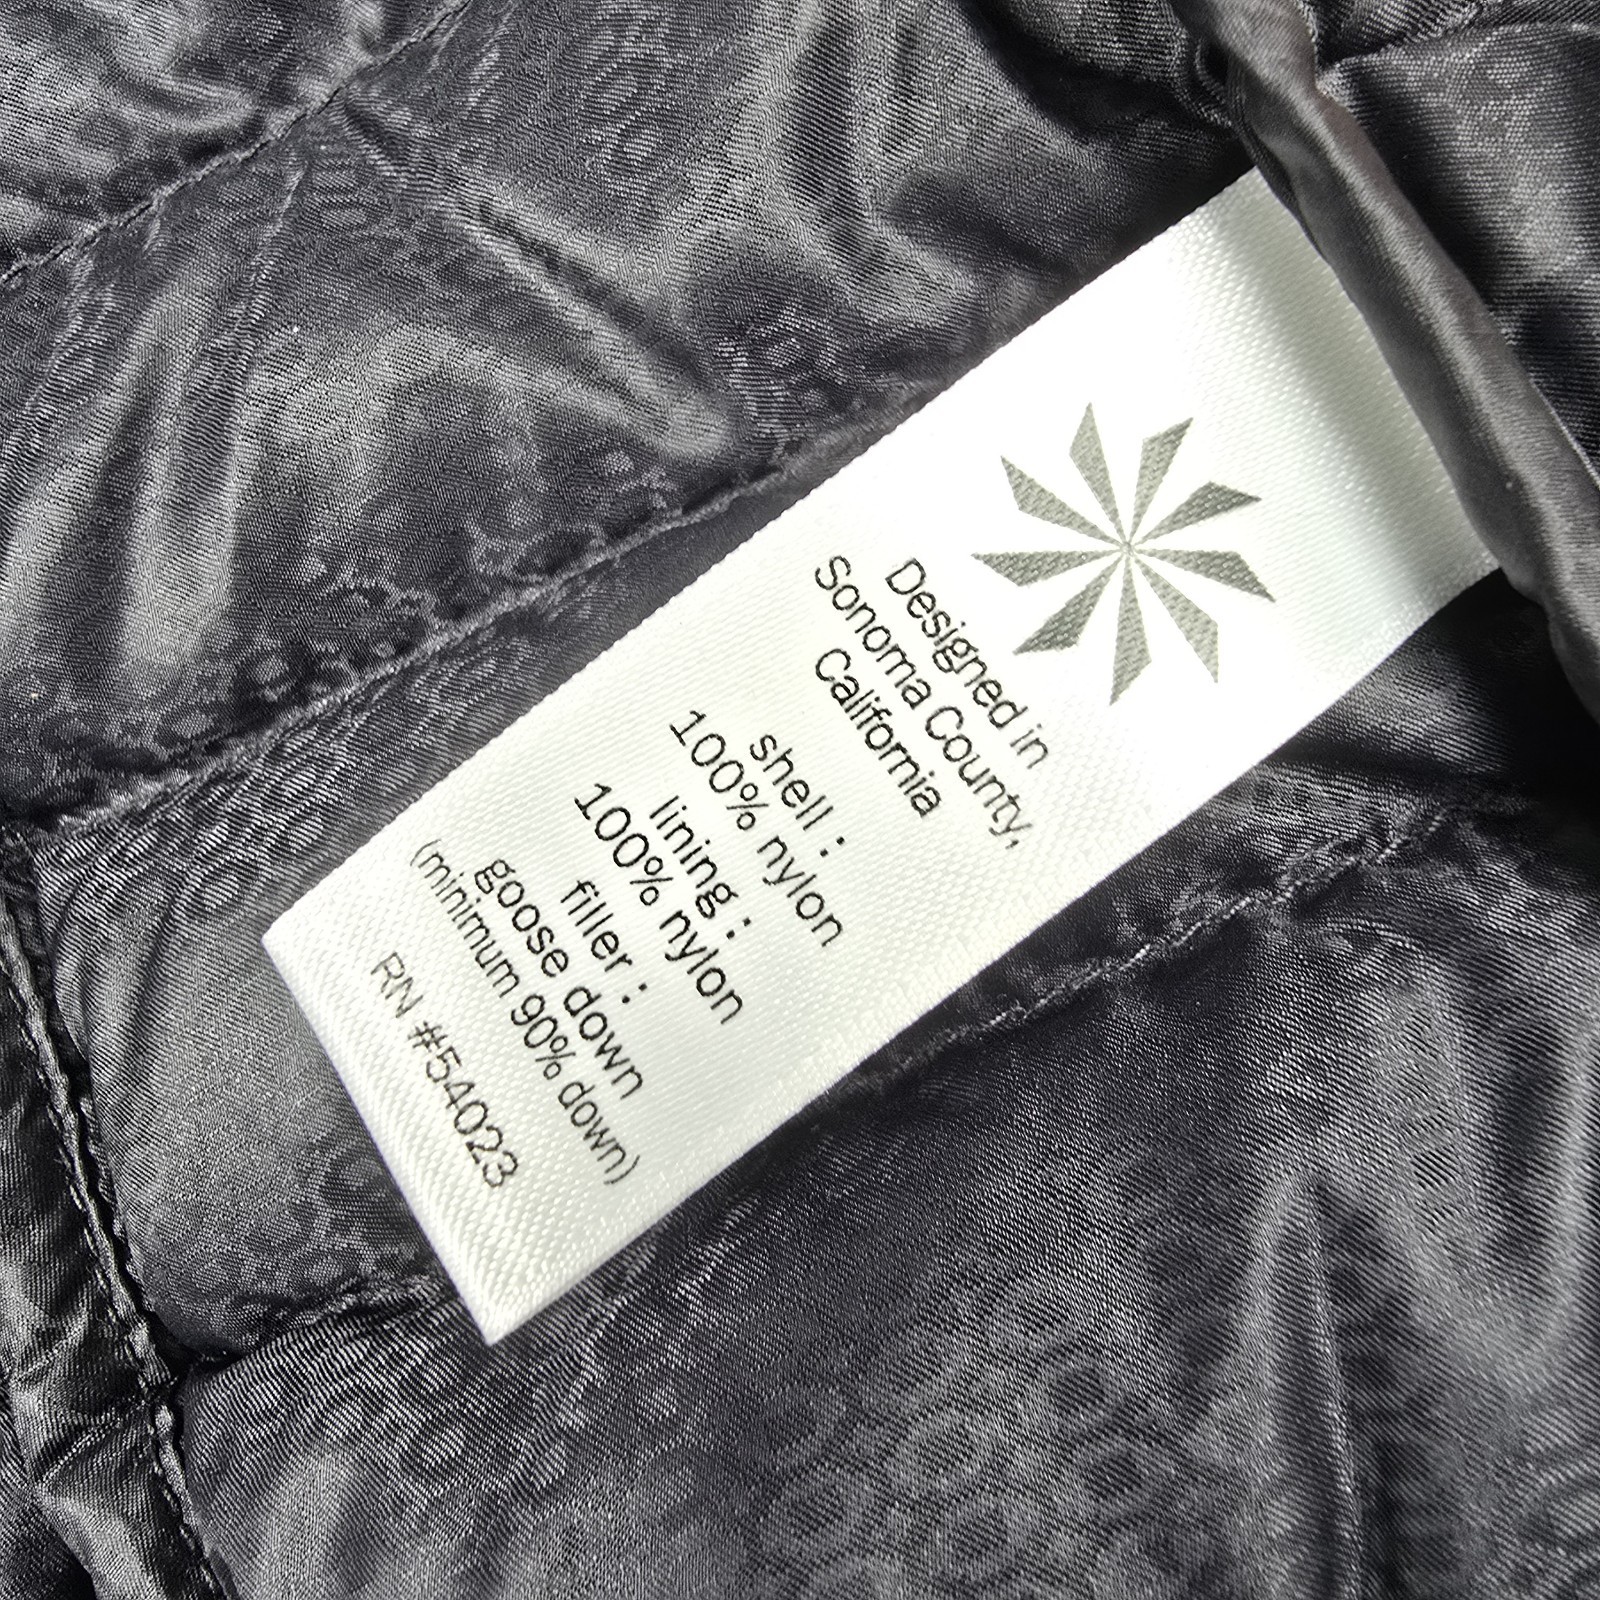 Designed in
Sonoma County,
California
shell :
100% nylon
lining :
100% nylon
filler :
goose down
(minimum 90% down)
RN #54023